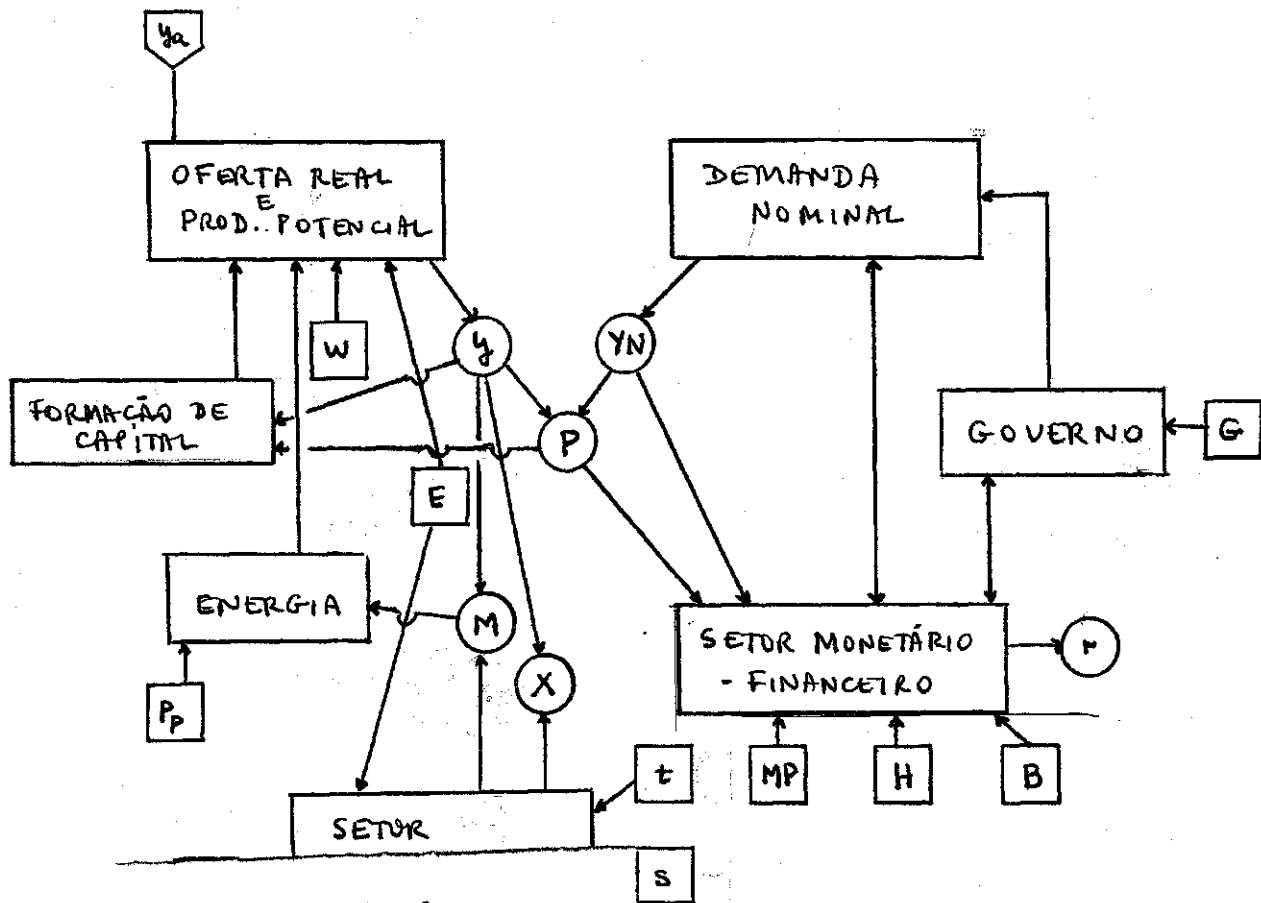 ya
OFERTA REAL
E
PROD.. POTENCIAL
DEMANDA
NOMINAL
W
y
YN
FORMAÇÃO DE
CAPITAL
P
GOVERNO
G
E
ENERGIA
M
SETOR MONETÁRIO
- FINANCEIRO
r
X
Pp
t
MP
H
B
SETOR
S